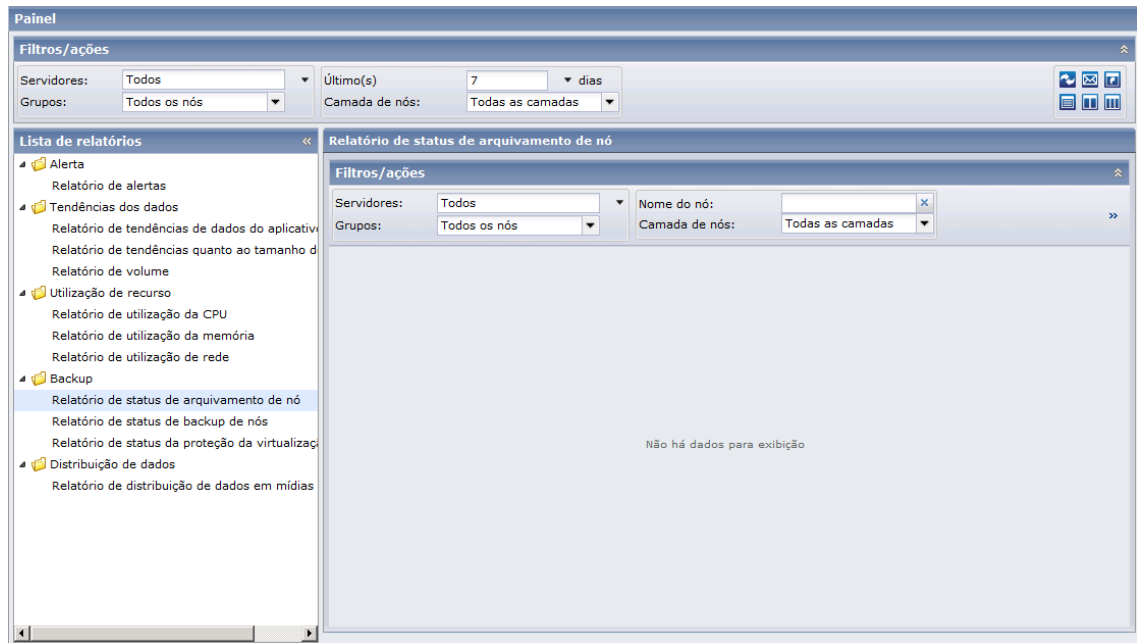 Painel
Filtros/ações
Servidores: Todos Último(s) 7 dias
Grupos: Todos os nós Camada de nós: Todas as camadas
Lista de relatórios
Alerta
Relatório de alertas
Tendências dos dados
Relatório de tendências de dados do aplicativ
Relatório de tendências quanto ao tamanho d
Relatório de volume
Utilização de recurso
Relatório de utilização da CPU
Relatório de utilização da memória
Relatório de utilização de rede
Backup
Relatório de status de arquivamento de nó
Relatório de status de backup de nós
Relatório de status da proteção da virtualizaç
Distribuição de dados
Relatório de distribuição de dados em mídias
Relatório de status de arquivamento de nó
Filtros/ações
Servidores: Todos Nome do nó:
Grupos: Todos os nós Camada de nós: Todas as camadas
Não há dados para exibição